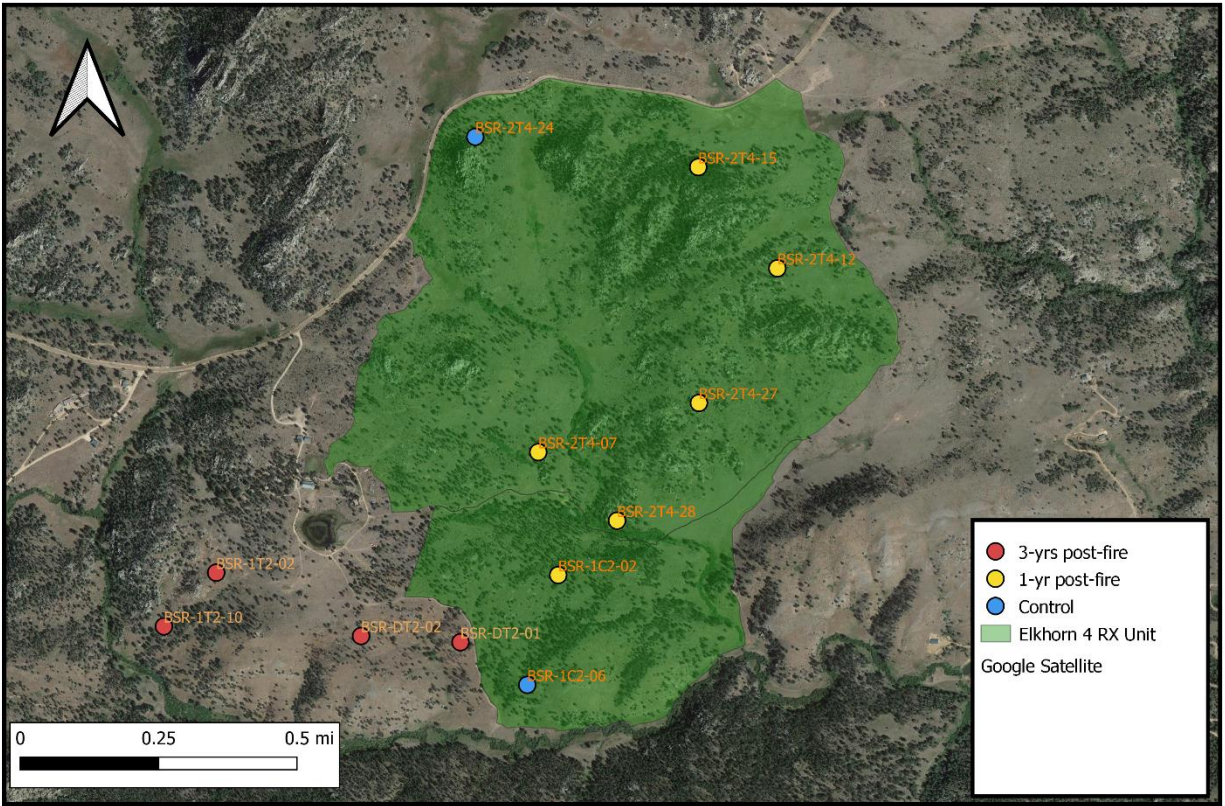 BSR-2T4-24
BSR-2T4-15
BSR-2T4-12
BSR-2T4-27
BSR-2T4-07
BSR-2T4-28
BSR-1T2-02
BSR-1C2-02
BSR-1T2-10
BSR-DT2-02
BSR-DT2-01
BSR-1C2-06
3-yrs post-fire
1-yr post-fire
Control
Elkhorn 4 RX Unit
Google Satellite
0 0.25 0.5 mi